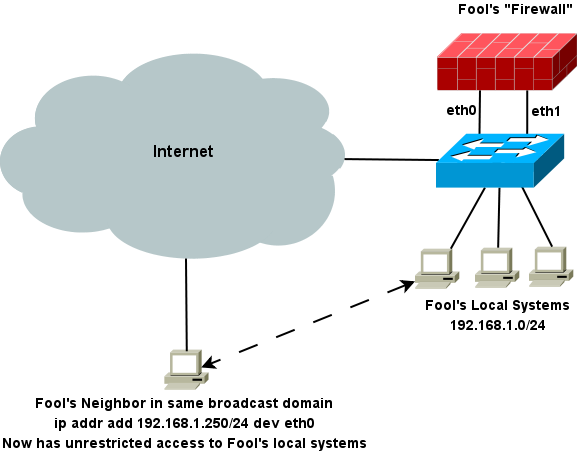 Fool's "Firewall"
eth0
eth1
Internet
Fool's Local Systems
192.168.1.0/24
Fool's Neighbor in same broadcast domain
ip addr add 192.168.1.250/24 dev eth0
Now has unrestricted access to Fool's local systems